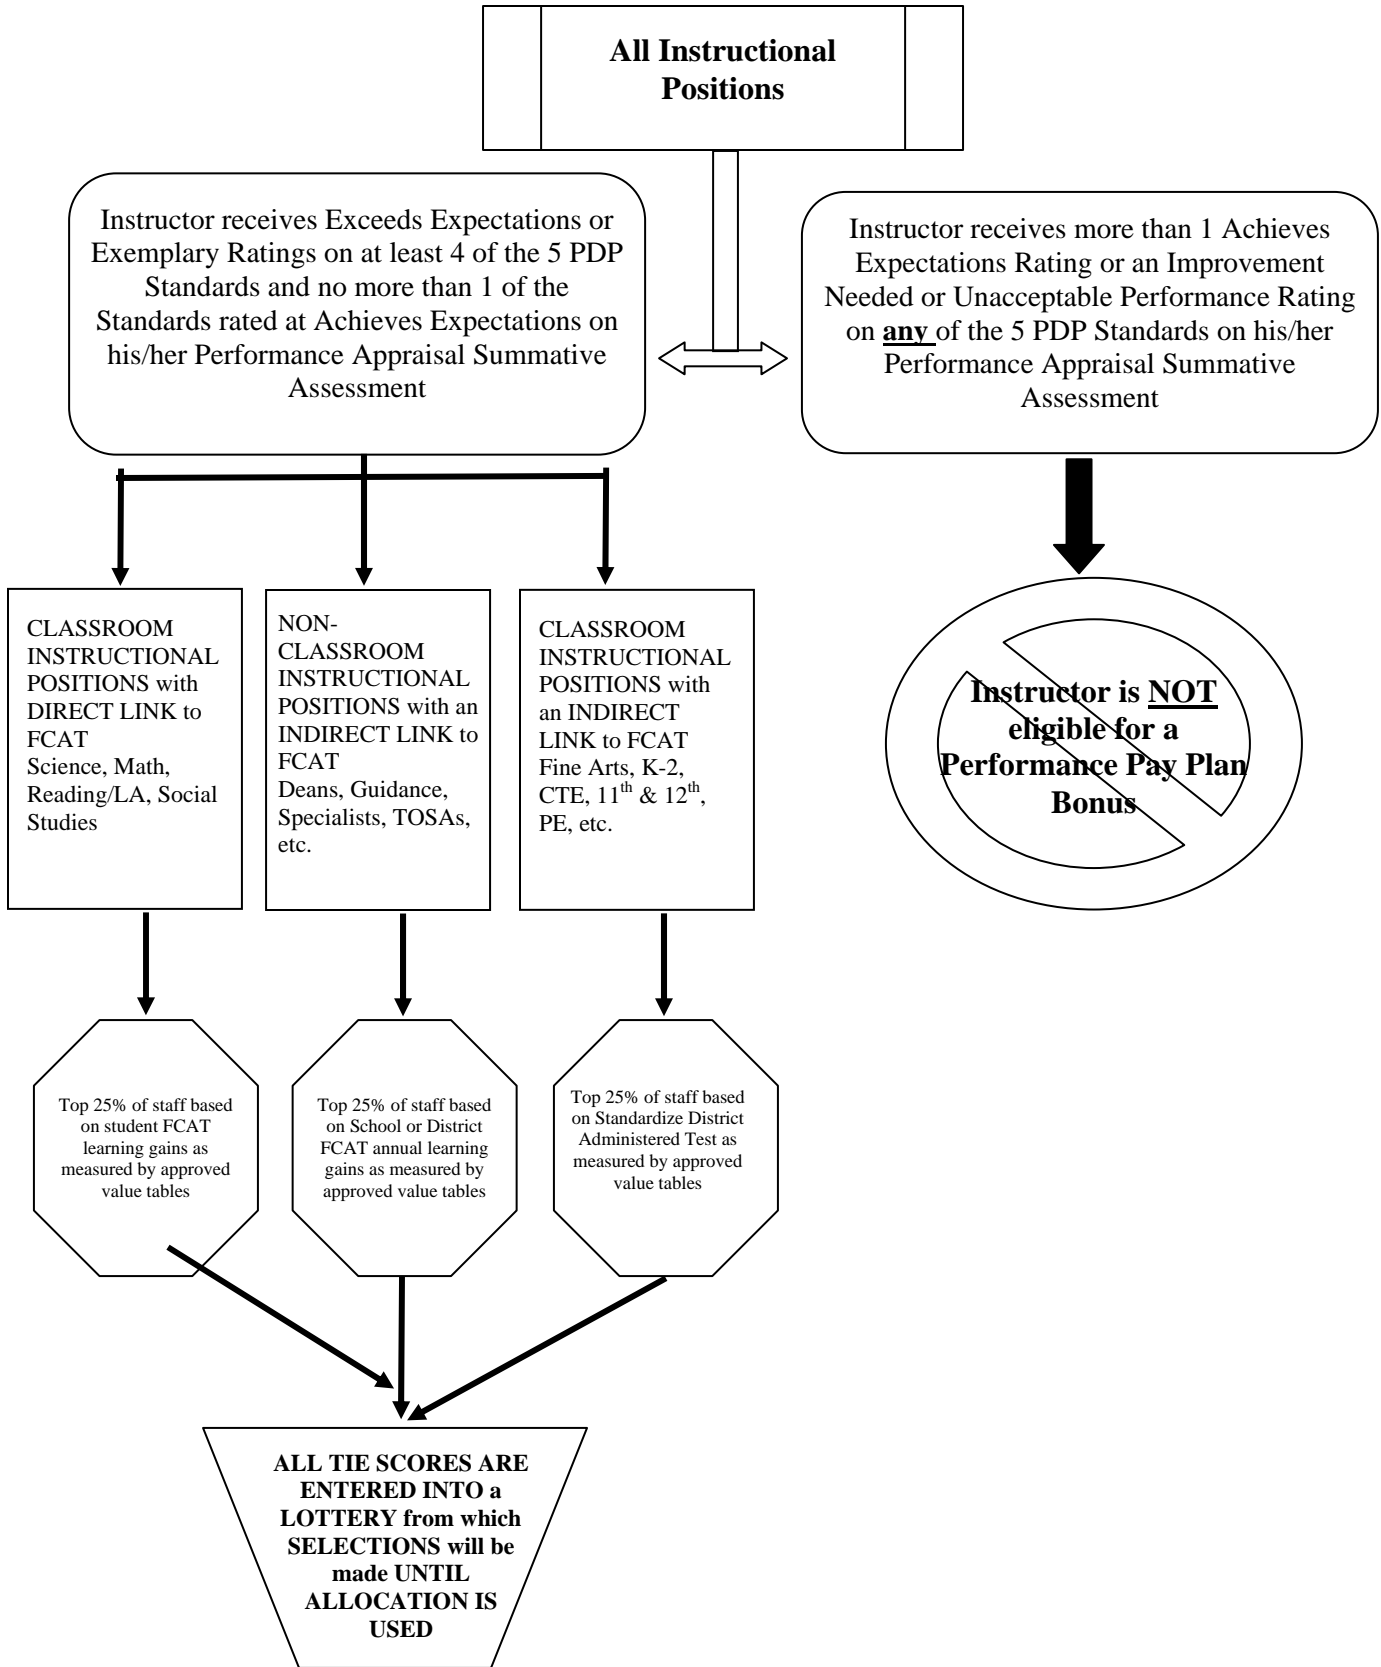 All Instructional
Positions
Instructor receives Exceeds Expectations or
Exemplary Ratings on at least 4 of the 5 PDP
Standards and no more than 1 of the
Standards rated at Achieves Expectations on
his/her Performance Appraisal Summative
Assessment
Instructor receives more than 1 Achieves
Expectations Rating or an Improvement
Needed or Unacceptable Performance Rating
on any of the 5 PDP Standards on his/her
Performance Appraisal Summative
Assessment
CLASSROOM
INSTRUCTIONAL
POSITIONS with
DIRECT LINK to
FCAT
Science, Math,
Reading/LA, Social
Studies
NON-
CLASSROOM
INSTRUCTIONAL
POSITIONS with an
INDIRECT LINK to
FCAT
Deans, Guidance,
Specialists, TOSAs,
etc.
CLASSROOM
INSTRUCTIONAL
POSITIONS with
an INDIRECT
LINK to FCAT
Fine Arts, K-2,
CTE, 11th & 12th,
PE, etc.
Instructor is NOT
eligible for a
Performance Pay Plan
Bonus
Top 25% of staff based
on student FCAT
learning gains as
measured by approved
value tables
Top 25% of staff based
on School or District
FCAT annual learning
gains as measured by
approved value tables
Top 25% of staff based
on Standardize District
Administered Test as
measured by approved
value tables
ALL TIE SCORES ARE
ENTERED INTO a
LOTTERY from which
SELECTIONS will be
made UNTIL
ALLOCATION IS
USED